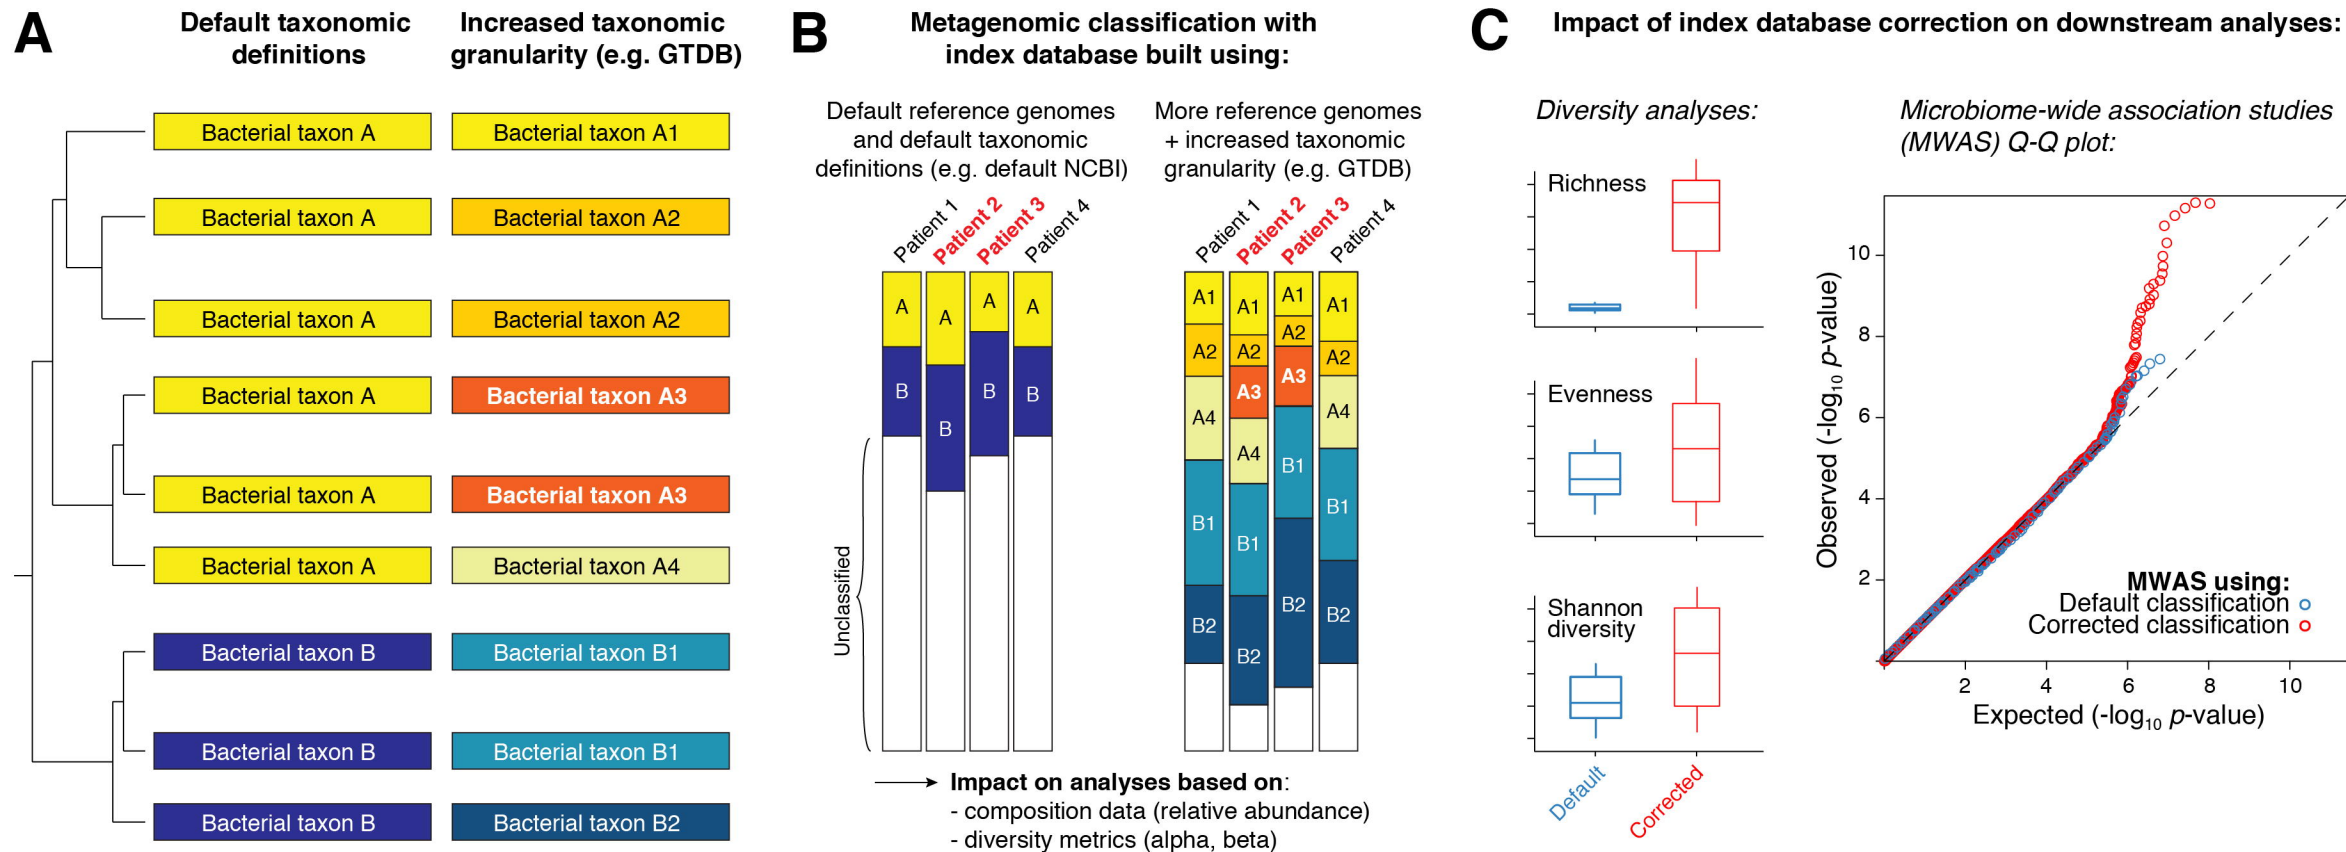 A
Default taxonomic
definitions
Increased taxonomic
granularity (e.g. GTDB)
Bacterial taxon A
Bacterial taxon A1
Bacterial taxon A
Bacterial taxon A2
Bacterial taxon A
Bacterial taxon A2
Bacterial taxon A
Bacterial taxon A3
Bacterial taxon A
Bacterial taxon A3
Bacterial taxon A
Bacterial taxon A4
Bacterial taxon B
Bacterial taxon B1
Bacterial taxon B
Bacterial taxon B1
Bacterial taxon B
Bacterial taxon B2
B
Metagenomic classification with
index database built using:
Default reference genomes
and default taxonomic
definitions (e.g. default NCBI)
Patient 1
Patient 2
Patient 3
Patient 4
A
B
A
B
A
B
A
B
Unclassified
More reference genomes
+ increased taxonomic
granularity (e.g. GTDB)
Patient 1
Patient 2
Patient 3
Patient 4
A1
A2
A4
B1
B2
A1
A2
A3
A4
B1
B2
A1
A2
A3
B1
B2
A1
A2
A4
B1
B2
Impact on analyses based on:
- composition data (relative abundance)
- diversity metrics (alpha, beta)
C
Impact of index database correction on downstream analyses:
Diversity analyses:
Richness
Evenness
Shannon
diversity
Default
Corrected
Microbiome-wide association studies
(MWAS) Q-Q plot:
Observed (-log10 p-value)
10
8
6
4
2
MWAS using:
Default classification
Corrected classification
2
4
6
8
10
Expected (-log10 p-value)